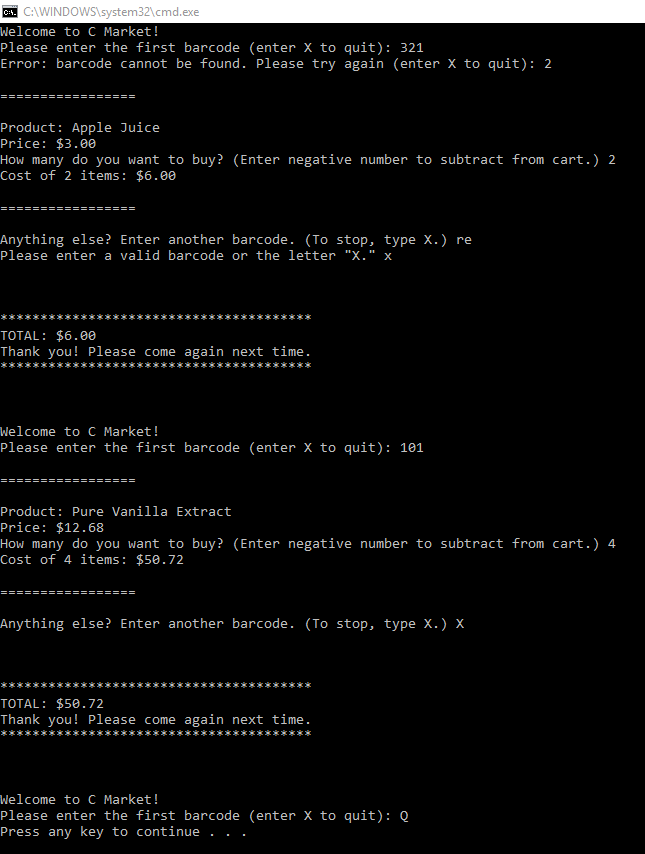 C:\WINDOWS\system32\cmd.exe
Welcome to C Market!
Please enter the first barcode (enter X to quit): 321
Error: barcode cannot be found. Please try again (enter X to quit): 2
=================
Product: Apple Juice
Price: $3.00
How many do you want to buy? (Enter negative number to subtract from cart.) 2
Cost of 2 items: $6.00
=================
Anything else? Enter another barcode. (To stop, type X.) re
Please enter a valid barcode or the letter "X." x
***************************************
TOTAL: $6.00
Thank you! Please come again next time.
***************************************
Welcome to C Market!
Please enter the first barcode (enter X to quit): 101
=================
Product: Pure Vanilla Extract
Price: $12.68
How many do you want to buy? (Enter negative number to subtract from cart.) 4
Cost of 4 items: $50.72
=================
Anything else? Enter another barcode. (To stop, type X.) X
***************************************
TOTAL: $50.72
Thank you! Please come again next time.
***************************************
Welcome to C Market!
Please enter the first barcode (enter X to quit): Q
Press any key to continue . . .